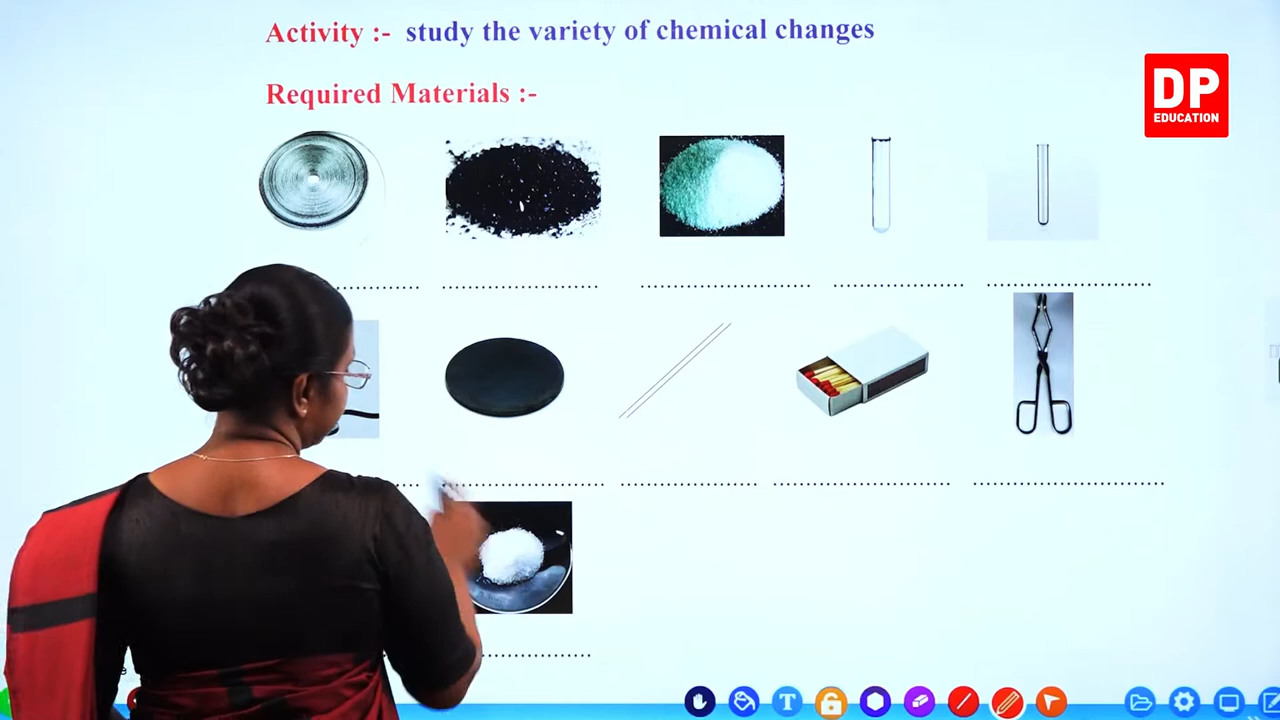 Activity :- study the variety of chemical changes
DP
EDUCATION
Required Materials :-
T